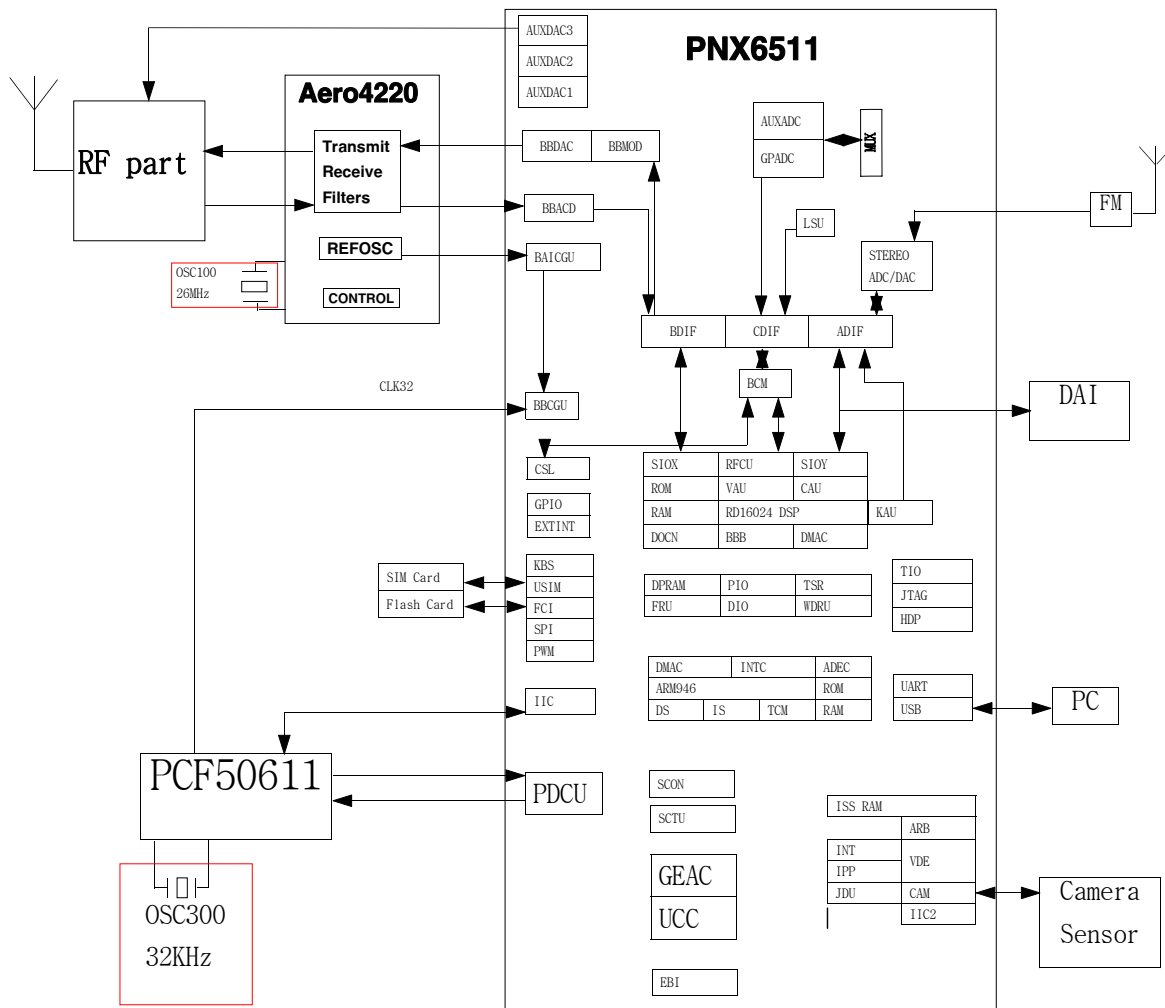 AUXDAC3
AUXDAC2
AUXDAC1
PNX6511
Aero4220
RF part
Transmit
Receive
Filters
REFOSC
CONTROL
OSC100
26MHz
BBDAC
BBMOD
BBACD
BAICGU
AUXADC
GPADC
MUX
LSU
FM
STEREO
ADC/DAC
BDIF
CDIF
ADIF
BCM
CLK32
BBCGU
DAI
CSL
GPIO
EXTINT
SIOX
RFCU
SIOY
ROM
VAU
CAU
RAM
RD16024 DSP
KAU
DOCN
BBB
DMAC
SIM Card
Flash Card
KBS
USIM
FCI
SPI
PWM
DPRAM
PIO
TSR
FRU
DIO
WDRU
TIO
JTAG
HDP
DMAC
INTC
ADEC
ARM946
ROM
DS
IS
TCM
RAM
UART
USB
PC
IIC
PCF50611
PDCU
OSC300
32KHz
SCON
SCTU
GEAC
UCC
EBI
ISS RAM
ARB
INT
VDE
IPP
JDU
CAM
IIC2
Camera
Sensor